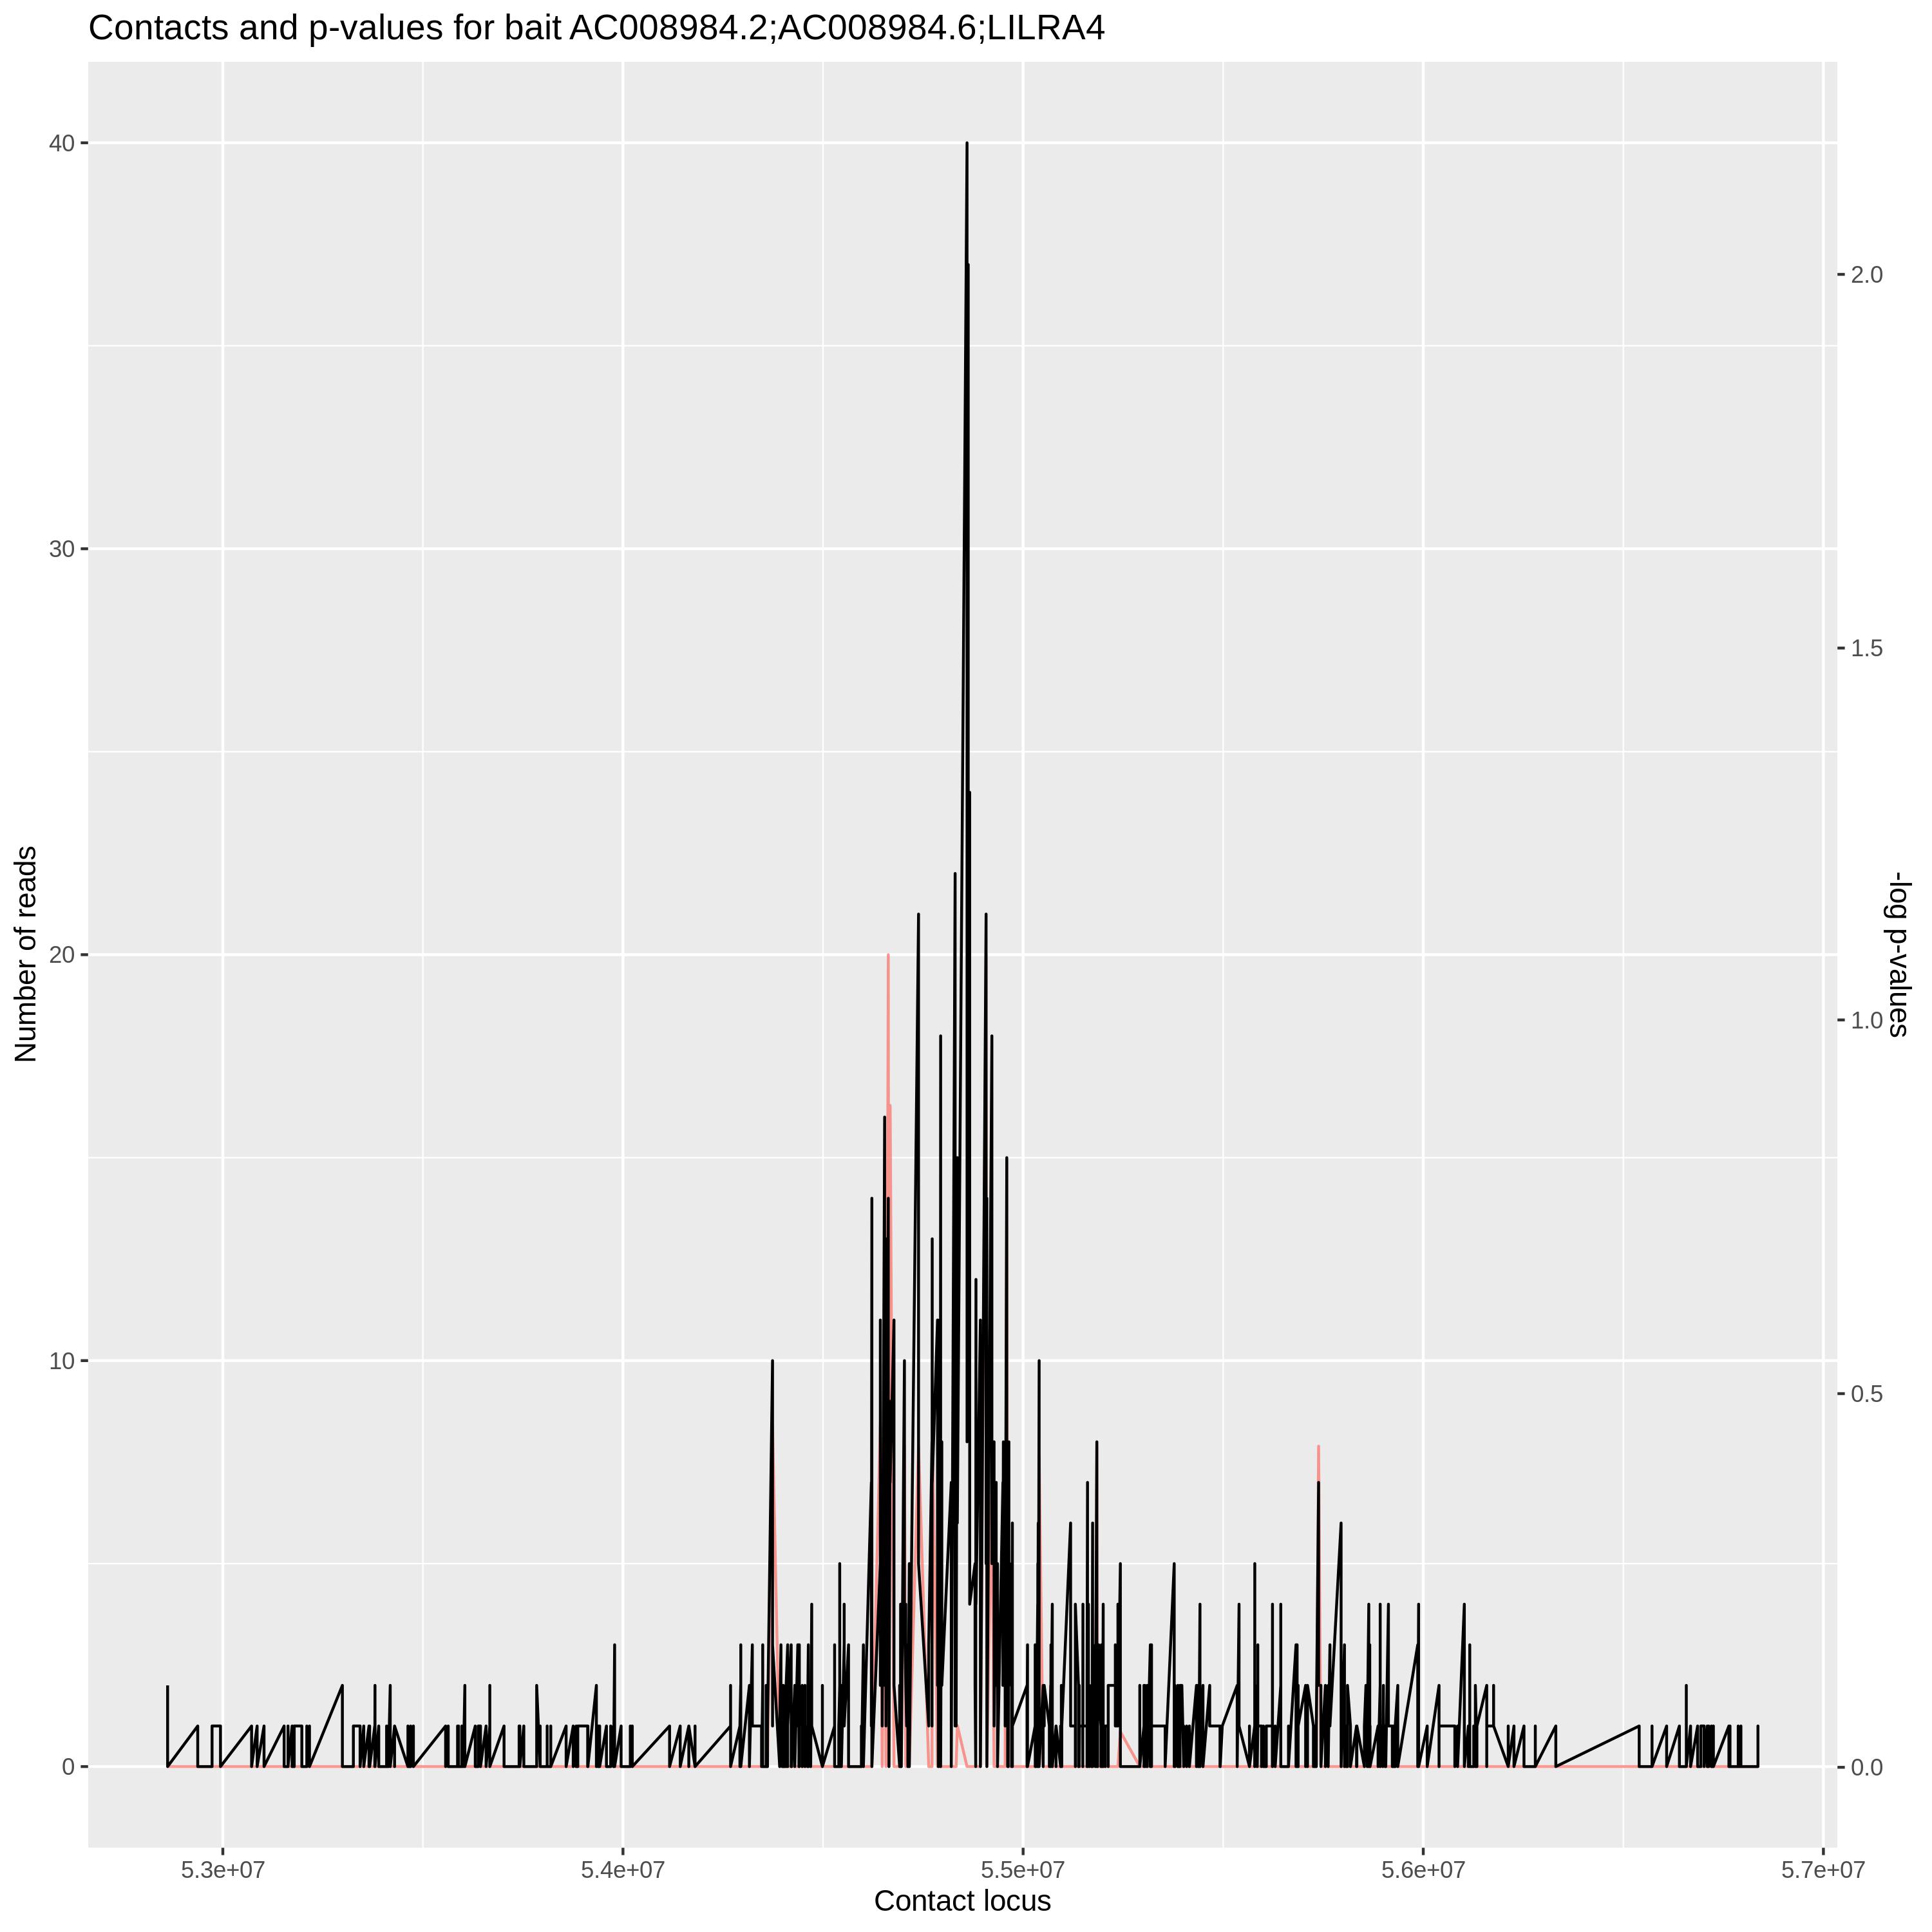 Contacts and p-values for bait AC008984.2;AC008984.6;LILRA4
40
30
20
10
0
Number of reads
2.0
1.5
1.0
0.5
0.0
-log p-values
5.3e+07 5.4e+07 5.5e+07 5.6e+07 5.7e+07
Contact locus